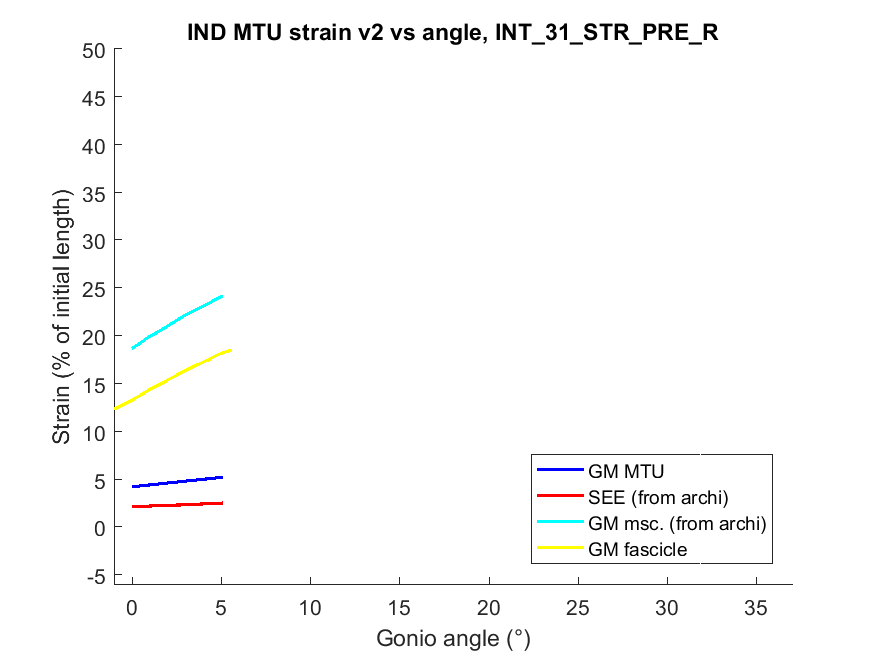 IND MTU strain v2 vs angle, INT_31_STR_PRE_R
50
45
40
35
30
25
20
15
10
5
0
-5
Strain (% of initial length)
GM MTU
SEE (from archi)
GM msc. (from archi)
GM fascicle
0 5 10 15 20 25 30 35
Gonio angle (°)